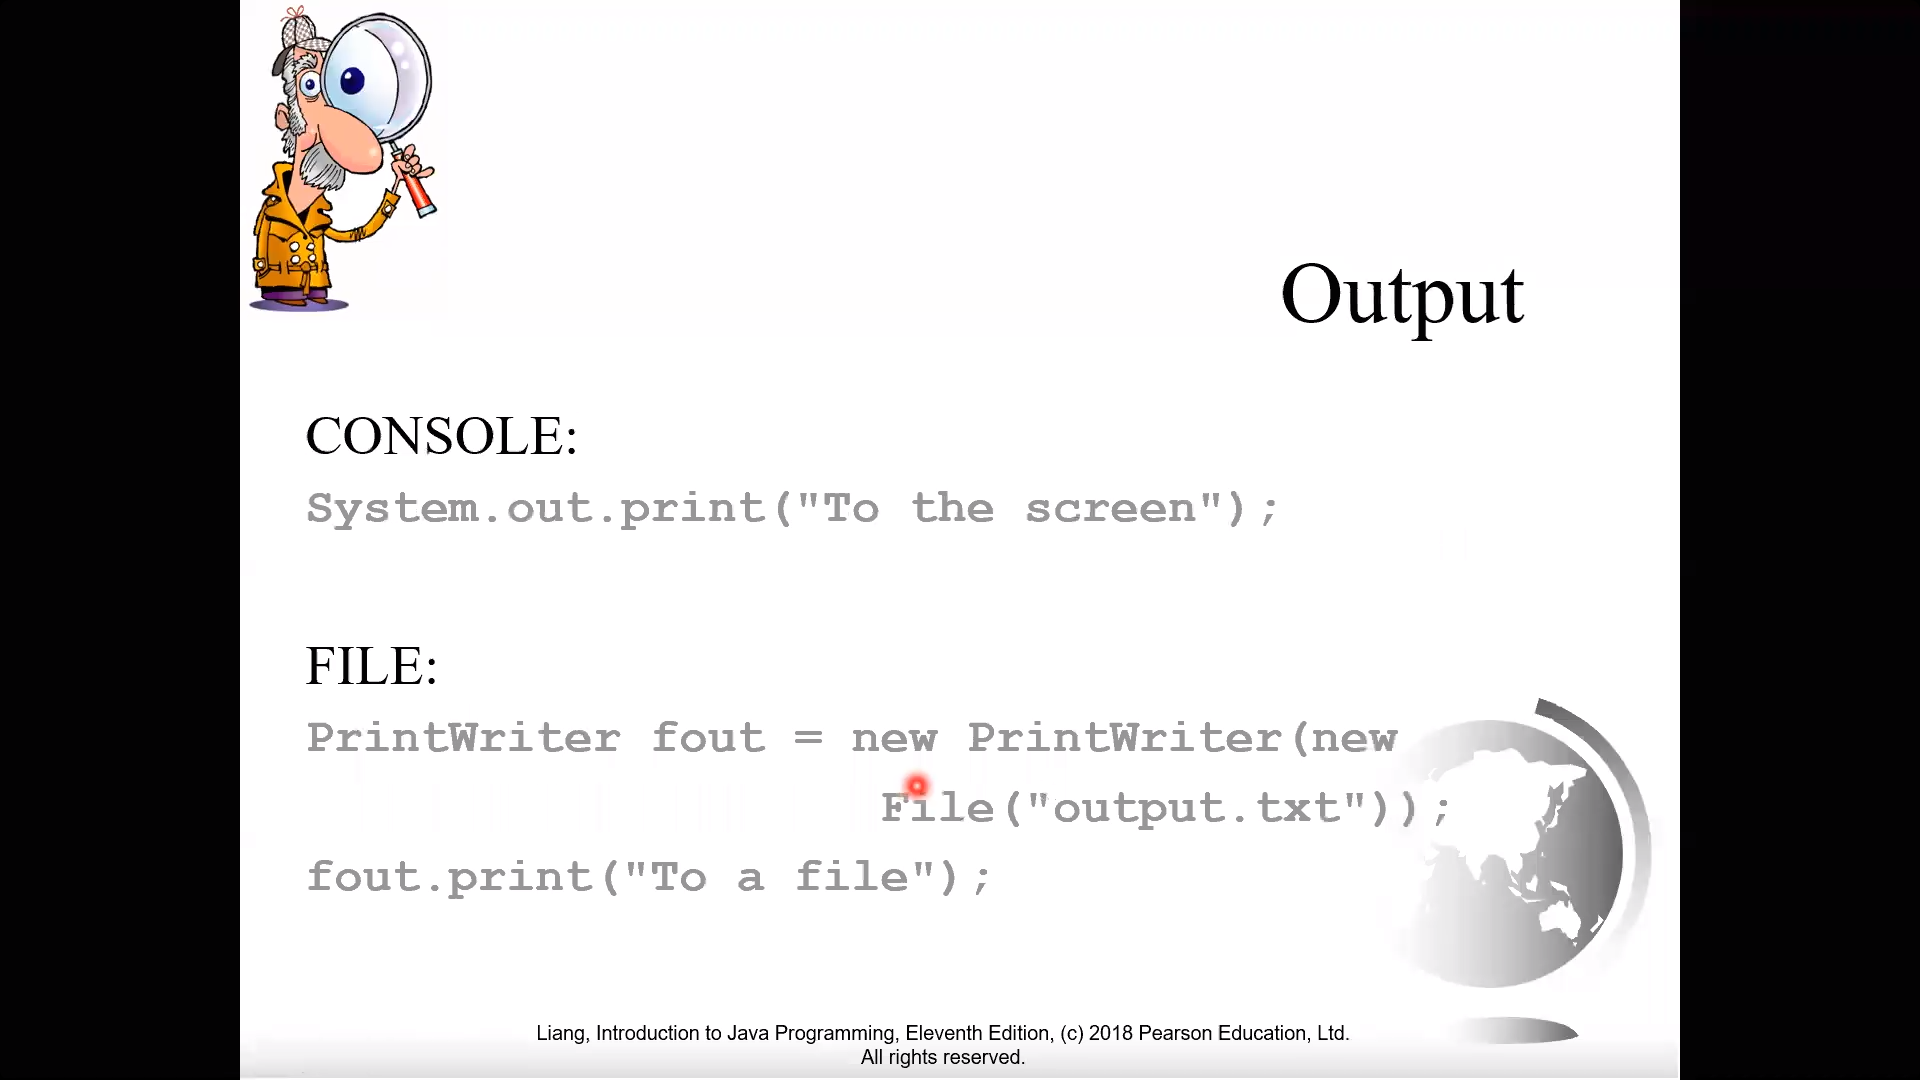 Output
CONSOLE:
System.out.print("To the screen");
FILE:
PrintWriter fout = new PrintWriter(new
File("output.txt"));
fout.print("To a file");
Liang, Introduction to Java Programming, Eleventh Edition, (c) 2018 Pearson Education, Ltd.
All rights reserved.